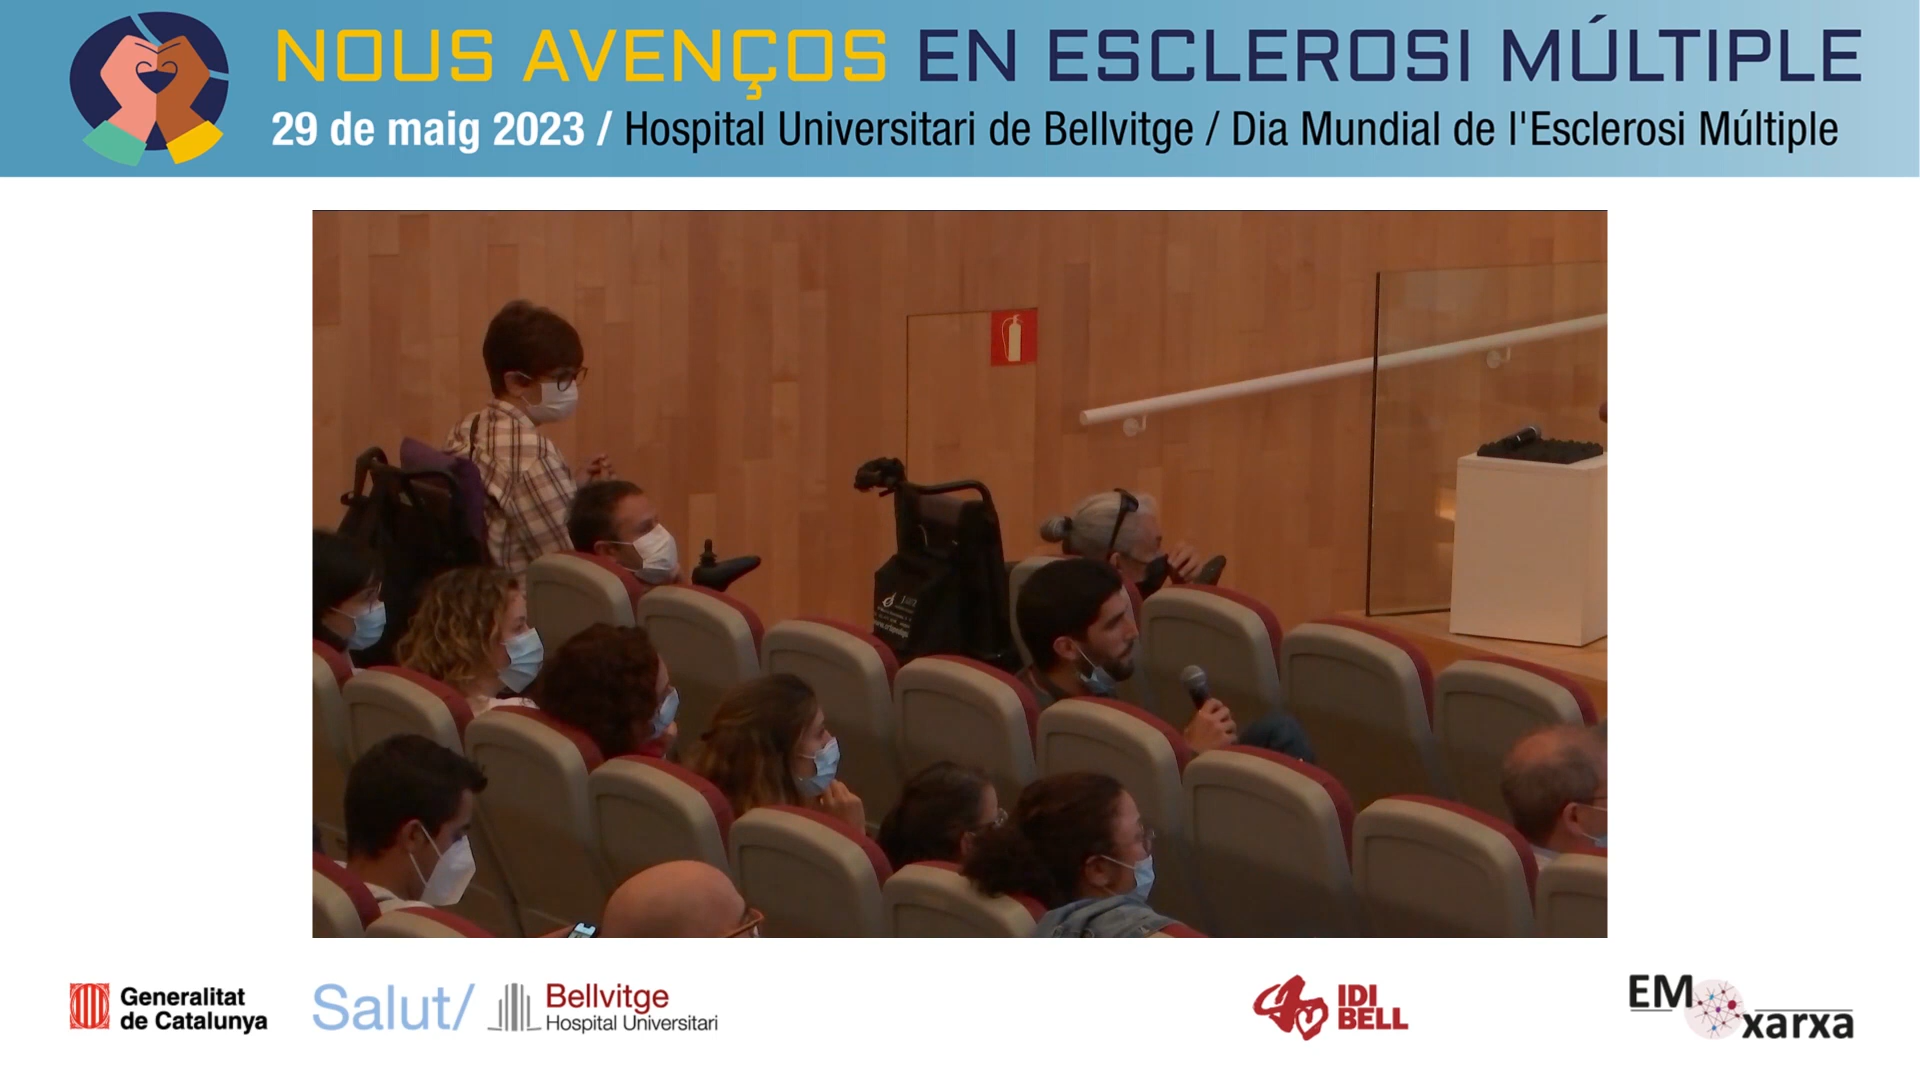 NOUS AVENÇOS EN ESCLEROSI MÚLTIPLE
29 de maig 2023 / Hospital Universitari de Bellvitge / Dia Mundial de l'Esclerosi Múltiple
Generalitat
de Catalunya
Salut/
Bellvitge
Hospital Universitari
IDI
BELL
EM
xarxa